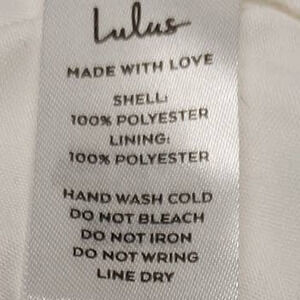 Lulus
MADE WITH LOVE
SHELL:
100% POLYESTER
LINING:
100% POLYESTER
HAND WASH COLD
DO NOT BLEACH
DO NOT IRON
DO NOT WRING
LINE DRY